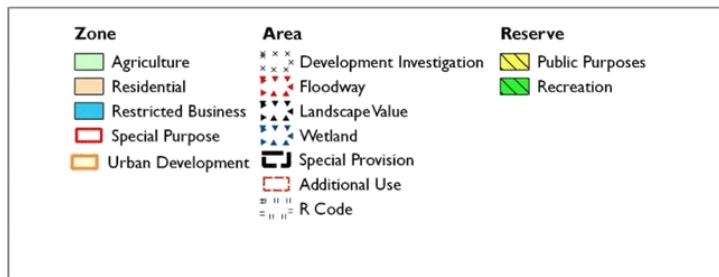 Zone
Agriculture
Residential
Restricted Business
Special Purpose
Urban Development
Area
Development Investigation
Floodway
Landscape Value
Wetland
Special Provision
Additional Use
R Code
Reserve
Public Purposes
Recreation